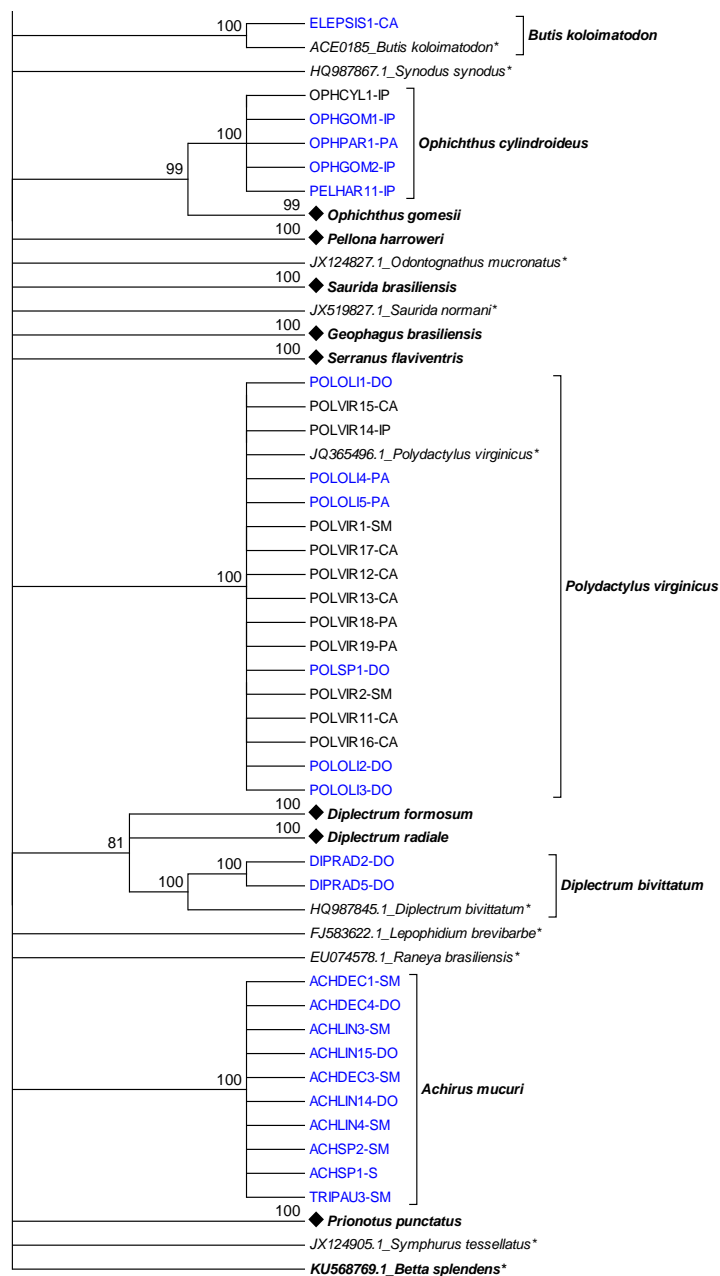 100
ELEPSIS1-CA
ACE0185_Butis koloimatodon*
Butis koloimatodon
HQ987867.1_Synodus synodus*
99
100
OPHCYL1-IP
OPHGOM1-IP
OPHPAR1-PA
OPHGOM2-IP
PELHAR11-IP
Ophichthus cylindroideus
99 ◆ Ophichthus gomesii
100 ◆ Pellona harroweri
JX124827.1_Odontognathus mucronatus*
100 ◆ Saurida brasiliensis
JX519827.1_Saurida normani*
100 ◆ Geophagus brasiliensis
100 ◆ Serranus flaviventris
100
POLOLI1-DO
POLVIR15-CA
POLVIR14-IP
JQ365496.1_Polydactylus virginicus*
POLOLI4-PA
POLOLI5-PA
POLVIR1-SM
POLVIR17-CA
POLVIR12-CA
POLVIR13-CA
POLVIR18-PA
POLVIR19-PA
POLSP1-DO
POLVIR2-SM
POLVIR11-CA
POLVIR16-CA
POLOLI2-DO
POLOLI3-DO
Polydactylus virginicus
81
100 ◆ Diplectrum formosum
100 ◆ Diplectrum radiale
100
100
DIPRAD2-DO
DIPRAD5-DO
HQ987845.1_Diplectrum bivittatum*
Diplectrum bivittatum
FJ583622.1_Lepophidium brevibarbe*
EU074578.1_Raneya brasiliensis*
100
ACHDEC1-SM
ACHDEC4-DO
ACHLIN3-SM
ACHLIN15-DO
ACHDEC3-SM
ACHLIN14-DO
ACHLIN4-SM
ACHSP2-SM
ACHSP1-S
TRIPAU3-SM
Achirus mucuri
100 ◆ Prionotus punctatus
JX124905.1_Symphurus tessellatus*
KU568769.1_Betta splendens*